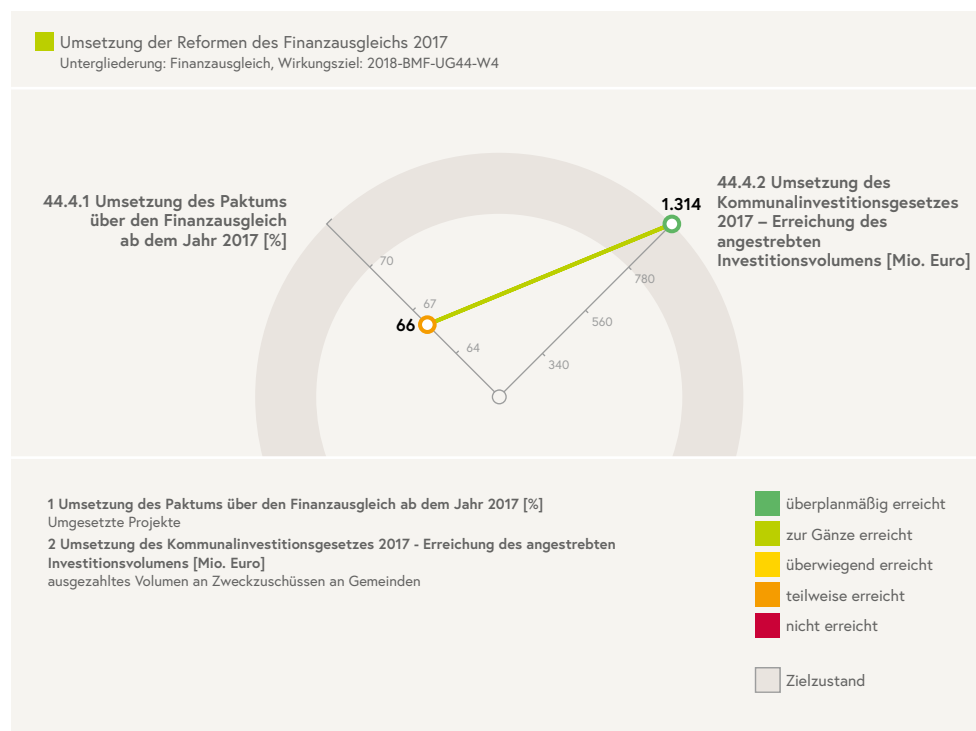 Umsetzung der Reformen des Finanzausgleichs 2017
Untergliederung: Finanzausgleich, Wirkungsziel: 2018-BMF-UG44-W4
44.4.1 Umsetzung des Paktums
über den Finanzausgleich
ab dem Jahr 2017 [%]
44.4.2 Umsetzung des
Kommunalinvestitionsgesetzes
2017 – Erreichung des
angestrebten
Investitionsvolumens [Mio. Euro]
1.314
70
780
67
66
560
64
340
1 Umsetzung des Paktums über den Finanzausgleich ab dem Jahr 2017 [%]
Umgesetzte Projekte
2 Umsetzung des Kommunalinvestitionsgesetzes 2017 - Erreichung des angestrebten
Investitionsvolumens [Mio. Euro]
ausgezahltes Volumen an Zweckzuschüssen an Gemeinden
überplanmäßig erreicht
zur Gänze erreicht
überwiegend erreicht
teilweise erreicht
nicht erreicht
Zielzustand